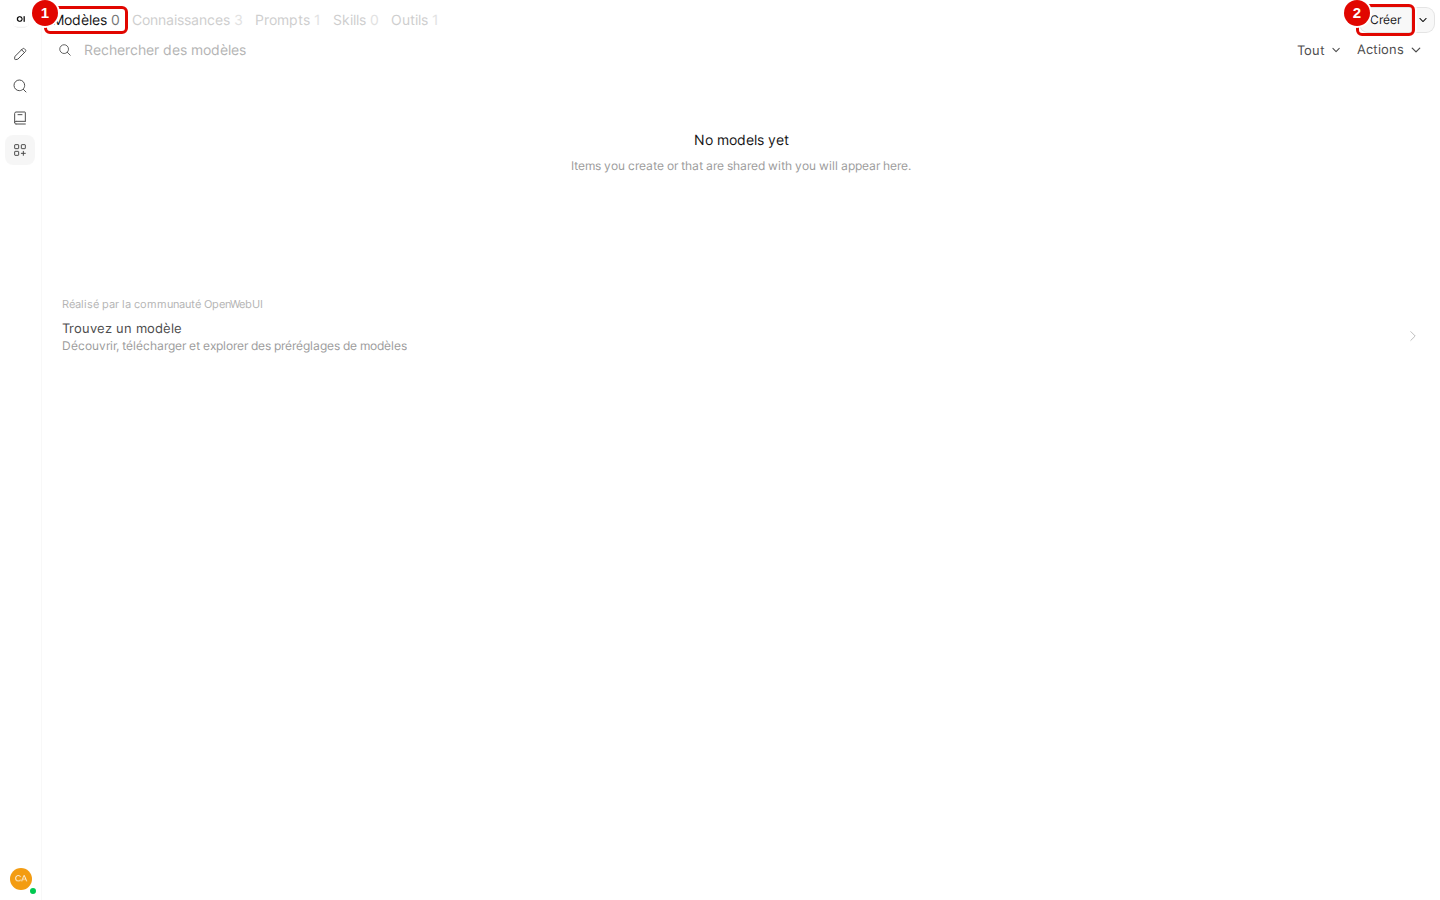 OI
1
Modèles 0 Connaissances 3 Prompts 1 Skills 0 Outils 1
2
Créer
Rechercher des modèles
Tout
Actions
No models yet
Items you create or that are shared with you will appear here.
Réalisé par la communauté OpenWebUI
Trouvez un modèle
Découvrir, télécharger et explorer des préréglages de modèles
CA